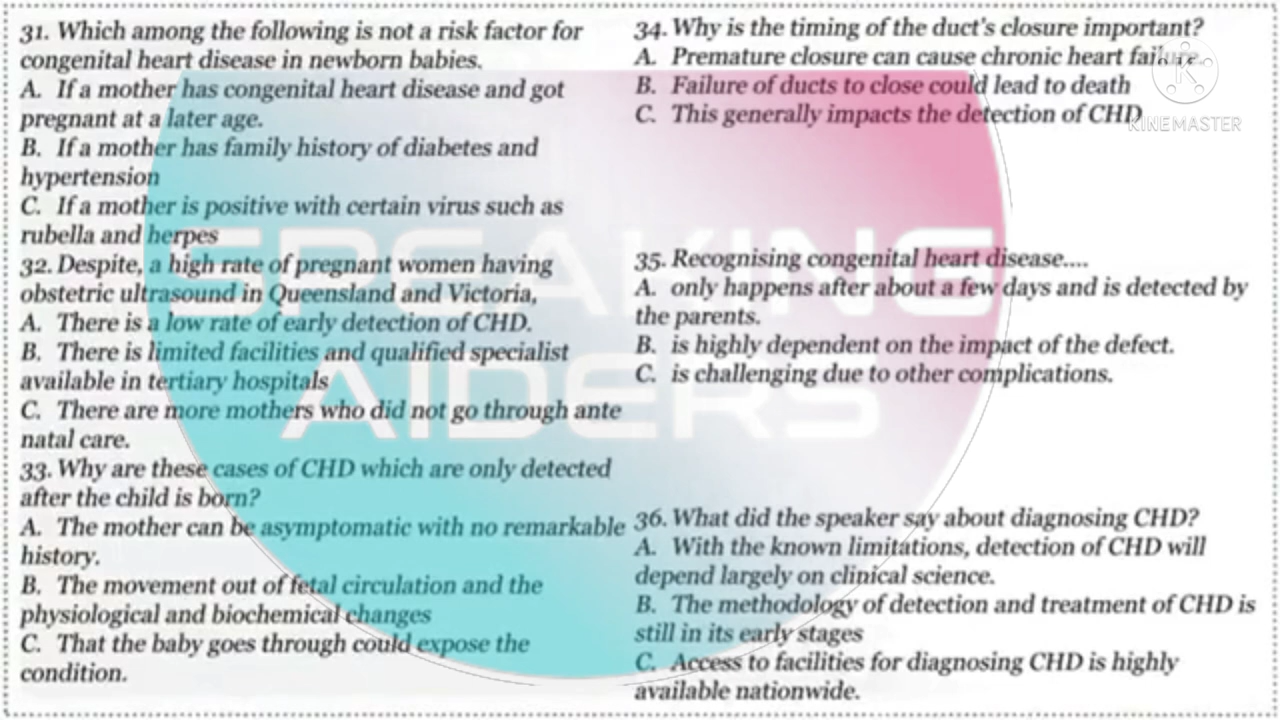 31. Which among the following is not a risk factor for
congenital heart disease in newborn babies.
A. If a mother has congenital heart disease and got
pregnant at a later age.
B. If a mother has family history of diabetes and
hypertension
C. If a mother is positive with certain virus such as
rubella and herpes
32. Despite, a high rate of pregnant women having
obstetric ultrasound in Queensland and Victoria,
A. There is a low rate of early detection of CHD.
B. There is limited facilities and qualified specialist
available in tertiary hospitals
C. There are more mothers who did not go through ante
natal care.
33. Why are these cases of CHD which are only detected
after the child is born?
A. The mother can be asymptomatic with no remarkable
history.
B. The movement out of fetal circulation and the
physiological and biochemical changes
C. That the baby goes through could expose the
condition.
34. Why is the timing of the duct's closure important?
A. Premature closure can cause chronic heart failure.
B. Failure of ducts to close could lead to death
C. This generally impacts the detection of CHD
35. Recognising congenital heart disease....
A. only happens after about a few days and is detected by
the parents.
B. is highly dependent on the impact of the defect.
C. is challenging due to other complications.
36. What did the speaker say about diagnosing CHD?
A. With the known limitations, detection of CHD will
depend largely on clinical science.
B. The methodology of detection and treatment of CHD is
still in its early stages
C. Access to facilities for diagnosing CHD is highly
available nationwide.
SPEAKING
AIDERS
K
KINEMASTER